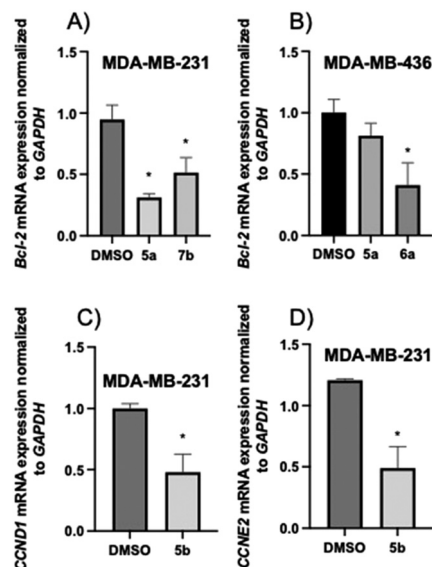 A)
MDA-MB-231
Bcl-2 mRNA expression normalized
to GAPDH
1.5
1.0
0.5
0.0
*
*
DMSO 5a 7b
B)
MDA-MB-436
Bcl-2 mRNA expression normalized
to GAPDH
1.5
1.0
0.5
0.0
*
DMSO 5a 6a
C)
MDA-MB-231
CCND1 mRNA expression normalized
to GAPDH
1.5
1.0
0.5
0.0
*
DMSO 5b
D)
MDA-MB-231
CCNE2 mRNA expression normalized
to GAPDH
1.5
1.0
0.5
0.0
*
DMSO 5b